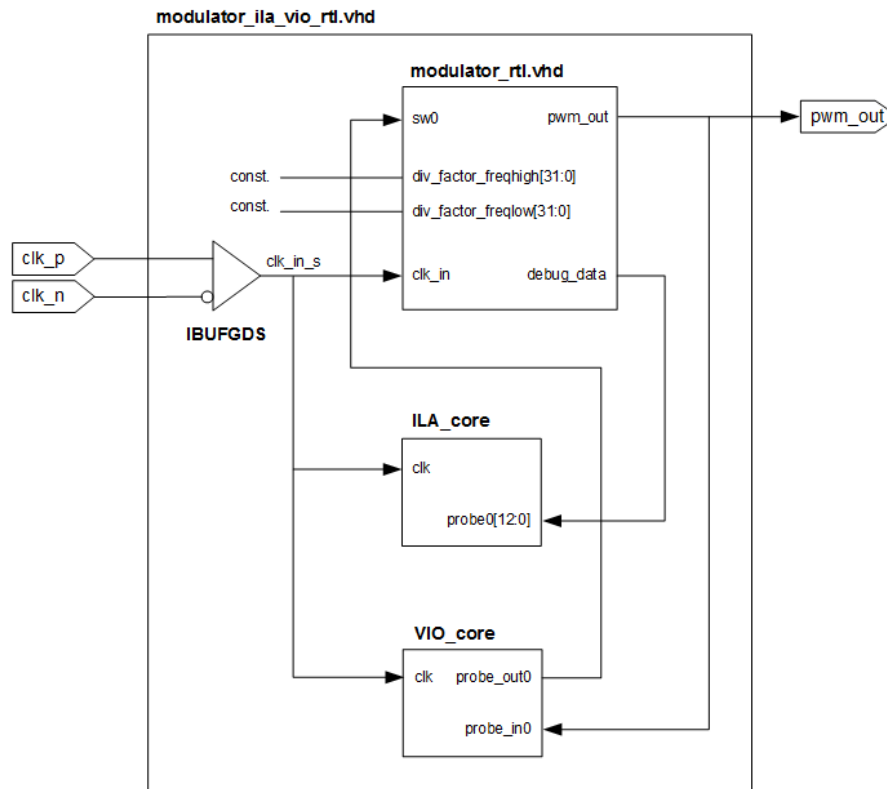 modulator_ila_vio_rtl.vhd
modulator_rtl.vhd
sw0 pwm_out
pwm_out
const. div_factor_freqhigh[31:0]
const. div_factor_freqlow[31:0]
clk_p
clk_in_s
clk_in debug_data
clk_n
IBUFGDS
ILA_core
clk
probe0[12:0]
VIO_core
clk probe_out0
probe_in0